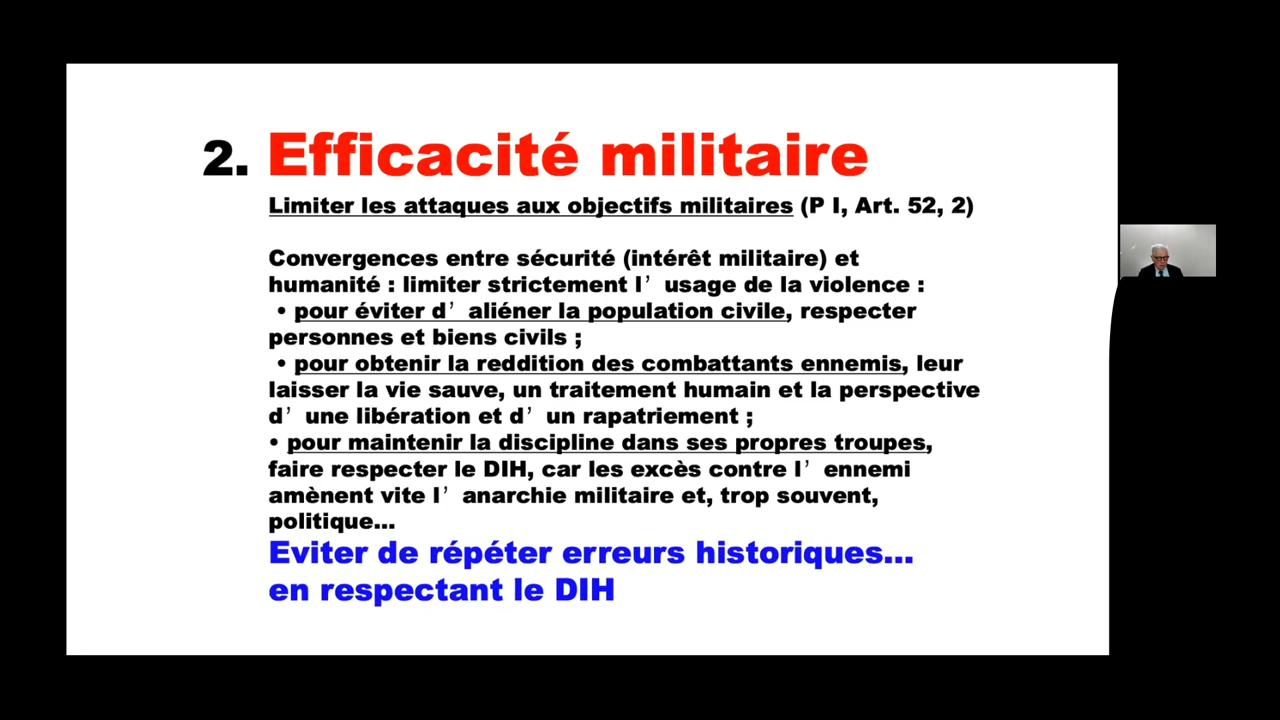 2. Efficacité militaire
Limiter les attaques aux objectifs militaires (P I, Art. 52, 2)
Convergences entre sécurité (intérêt militaire) et
humanité : limiter strictement l’ usage de la violence :
• pour éviter d’ aliéner la population civile, respecter
personnes et biens civils ;
• pour obtenir la reddition des combattants ennemis, leur
laisser la vie sauve, un traitement humain et la perspective
d’ une libération et d’ un rapatriement ;
• pour maintenir la discipline dans ses propres troupes,
faire respecter le DIH, car les excès contre l’ ennemi
amènent vite l’ anarchie militaire et, trop souvent,
politique...
Eviter de répéter erreurs historiques...
en respectant le DIH